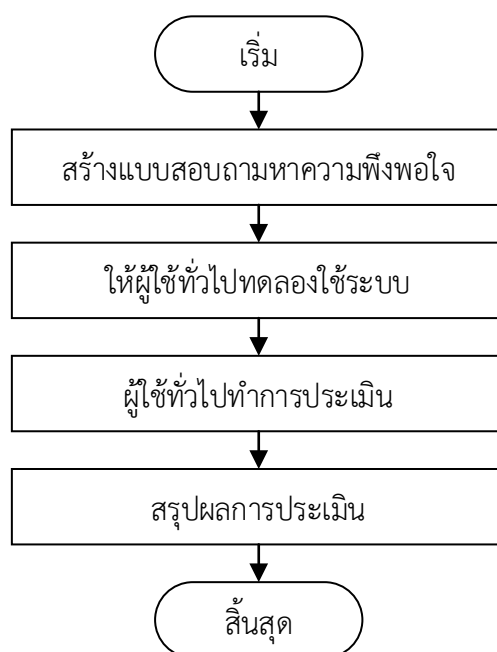 เริ่ม
สร้างแบบสอบถามหาความพึงพอใจ
ให้ผู้ใช้ทั่วไปทดลองใช้ระบบ
ผู้ใช้ทั่วไปทำการประเมิน
สรุปผลการประเมิน
สิ้นสุด